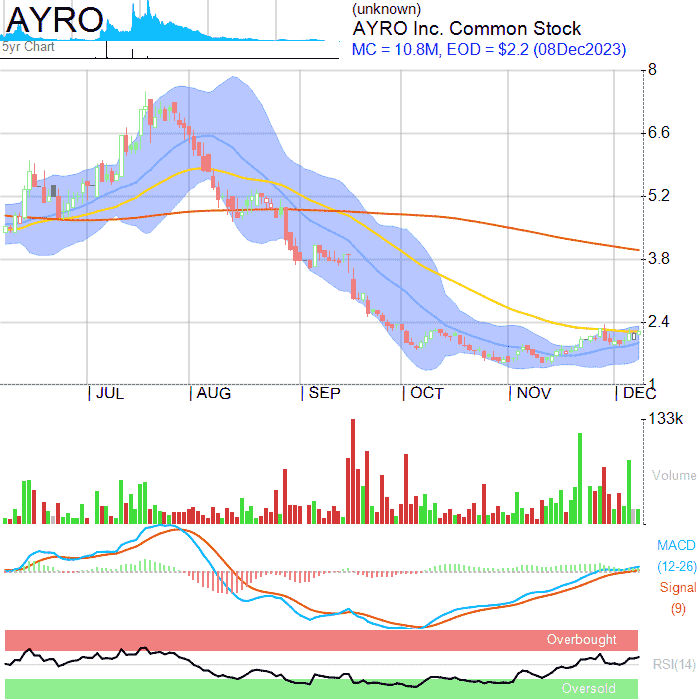 AYRO
5yr Chart
(unknown)
AYRO Inc. Common Stock
MC = 10.8M, EOD = $2.2 (08Dec2023)
8
6.6
5.2
3.8
2.4
1
JUL AUG SEP OCT NOV DEC
133k
Volume
MACD
(12-26)
Signal
(9)
Overbought
RSI(14)
Oversold